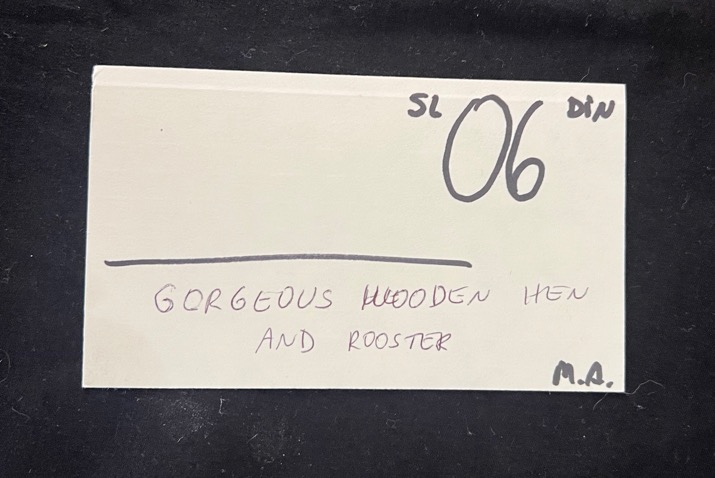 SL 06 DIN
GORGEOUS WOODEN HEN
AND ROOSTER
M.A.